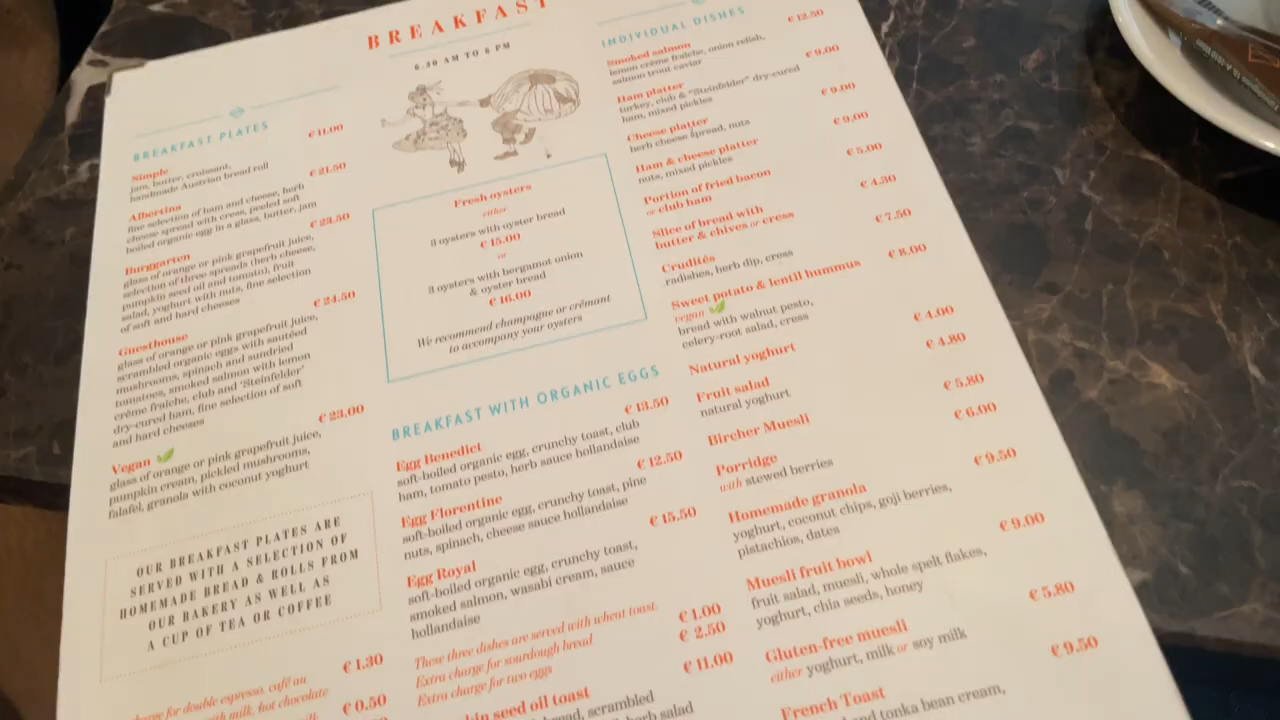 BREAKFAST
6.30 AM TO 6 PM
BREAKFAST PLATES
Simple € 11.00
jam, butter, croissant,
handmade Austrian bread roll
Albertina € 21.50
fine selection of ham and cheese, herb
cheese spread with cress, peeled soft
boiled organic egg in a glass, butter, jam
Burggarten € 23.50
glass of orange or pink grapefruit juice,
selection of three spreads (herb cheese,
pumpkin seed oil and tomato), fruit
salad, yoghurt with nuts, fine selection
of soft and hard cheeses
Guesthouse € 24.50
glass of orange or pink grapefruit juice,
scrambled organic eggs with sautéed
mushrooms, spinach and sundried
tomatoes, smoked salmon with lemon
crème fraîche, club and 'Steinfelder'
dry-cured ham, fine selection of soft
and hard cheeses
Vegan € 23.00
glass of orange or pink grapefruit juice,
pumpkin cream, pickled mushrooms,
falafel, granola with coconut yoghurt
OUR BREAKFAST PLATES ARE
SERVED WITH A SELECTION OF
HOMEMADE BREAD & ROLLS FROM
OUR BAKERY AS WELL AS
A CUP OF TEA OR COFFEE
charge for double espresso, café au € 1.30
with milk, hot chocolate
€ 0.50
Fresh oysters
either
3 oysters with oyster bread
€ 15.00
or
3 oysters with bergamot onion
& oyster bread
€ 16.00
We recommend champagne or crémant
to accompany your oysters
BREAKFAST WITH ORGANIC EGGS
Egg Benedict € 13.50
soft-boiled organic egg, crunchy toast, club
ham, tomato pesto, herb sauce hollandaise
Egg Florentine € 12.50
soft-boiled organic egg, crunchy toast, pine
nuts, spinach, cheese sauce hollandaise
Egg Royal € 15.50
soft-boiled organic egg, crunchy toast,
smoked salmon, wasabi cream, sauce
hollandaise
These three dishes are served with wheat toast.
Extra charge for sourdough bread € 1.00
Extra charge for two eggs € 2.50
seed oil toast € 11.00
bread, scrambled
herb salad
INDIVIDUAL DISHES
Smoked salmon € 12.50
lemon crème fraîche, onion relish,
salmon trout caviar
Ham platter € 9.00
turkey, club & "Steinfelder" dry-cured
ham, mixed pickles
Cheese platter € 9.00
herb cheese spread, nuts
Ham & cheese platter € 9.00
nuts, mixed pickles
Portion of fried bacon € 5.00
or club ham
Slice of bread with € 4.30
butter & chives or cress
Crudités € 7.50
radishes, herb dip, cress
Sweet potato & lentil hummus € 8.00
vegan
bread with walnut pesto,
celery-root salad, cress
Natural yoghurt € 4.00
Fruit salad € 4.80
natural yoghurt
Bircher Muesli € 5.80
Porridge € 6.00
with stewed berries
Homemade granola € 9.50
yoghurt, coconut chips, goji berries,
pistachios, dates
Muesli fruit bowl € 9.00
fruit salad, muesli, whole spelt flakes,
yoghurt, chia seeds, honey
Gluten-free muesli € 5.80
either yoghurt, milk or soy milk
French Toast € 9.50
and tonka bean cream,